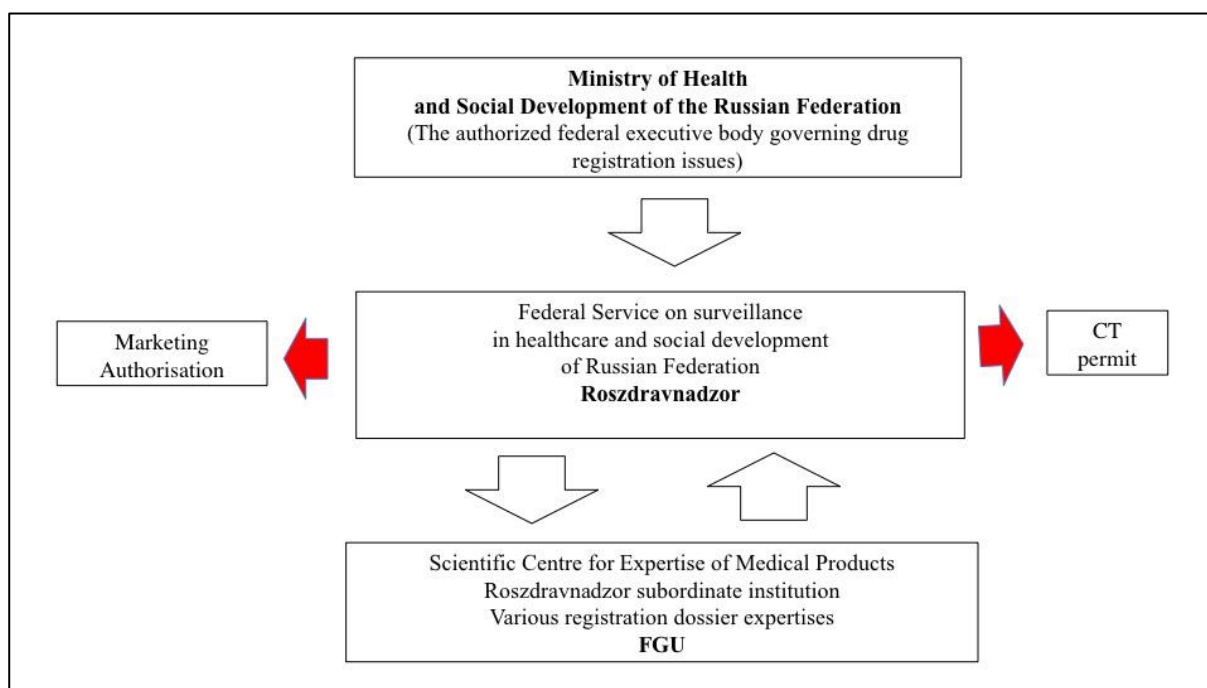 Ministry of Health
and Social Development of the Russian Federation
(The authorized federal executive body governing drug
registration issues)
Federal Service on surveillance
in healthcare and social development
of Russian Federation
Roszdravnadzor
Marketing
Authorisation
CT
permit
Scientific Centre for Expertise of Medical Products
Roszdravnadzor subordinate institution
Various registration dossier expertises
FGU